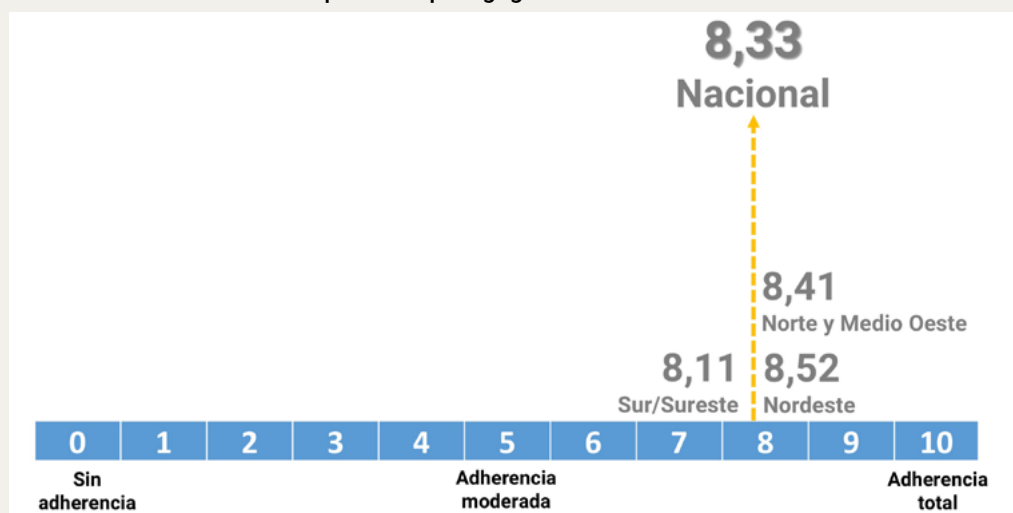 8,33
Nacional
8,41
Norte y Medio Oeste
8,11 8,52
Sur/Sureste Nordeste
0 1 2 3 4 5 6 7 8 9 10
Sin adherencia
Adherencia moderada
Adherencia total